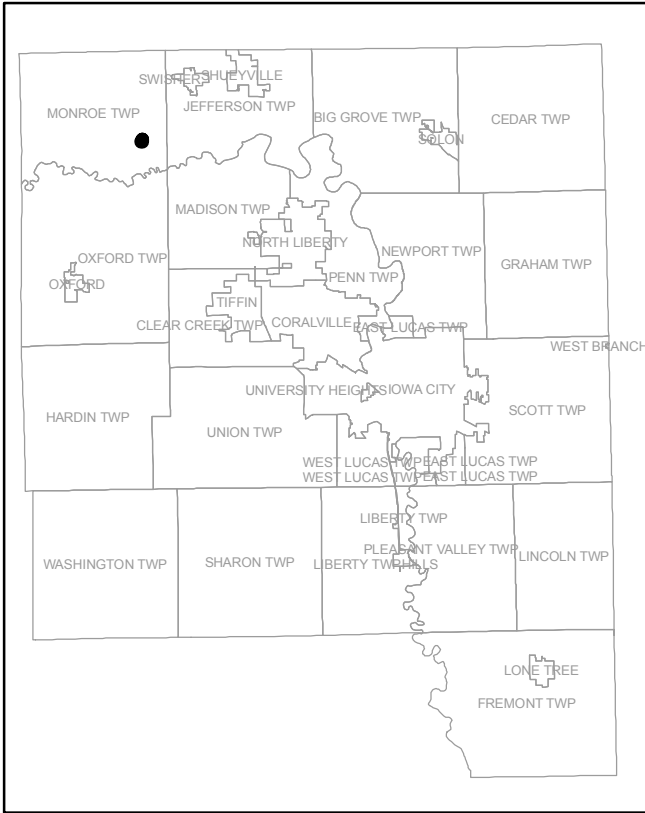 SHUEYVILLE
SWISHER
JEFFERSON TWP
MONROE TWP
BIG GROVE TWP
CEDAR TWP
SOLON
MADISON TWP
NORTH LIBERTY
NEWPORT TWP
OXFORD TWP
GRAHAM TWP
PENN TWP
OXFORD
TIFFIN
CLEAR CREEK TWP
CORALVILLE
EAST LUCAS TWP
WEST BRANCH
UNIVERSITY HEIGHTS
IOWA CITY
HARDIN TWP
SCOTT TWP
UNION TWP
WEST LUCAS TWP
EAST LUCAS TWP
WEST LUCAS TWP
EAST LUCAS TWP
LIBERTY TWP
PLEASANT VALLEY TWP
LINCOLN TWP
WASHINGTON TWP
SHARON TWP
LIBERTY TWP
HILLS
LONE TREE
FREMONT TWP